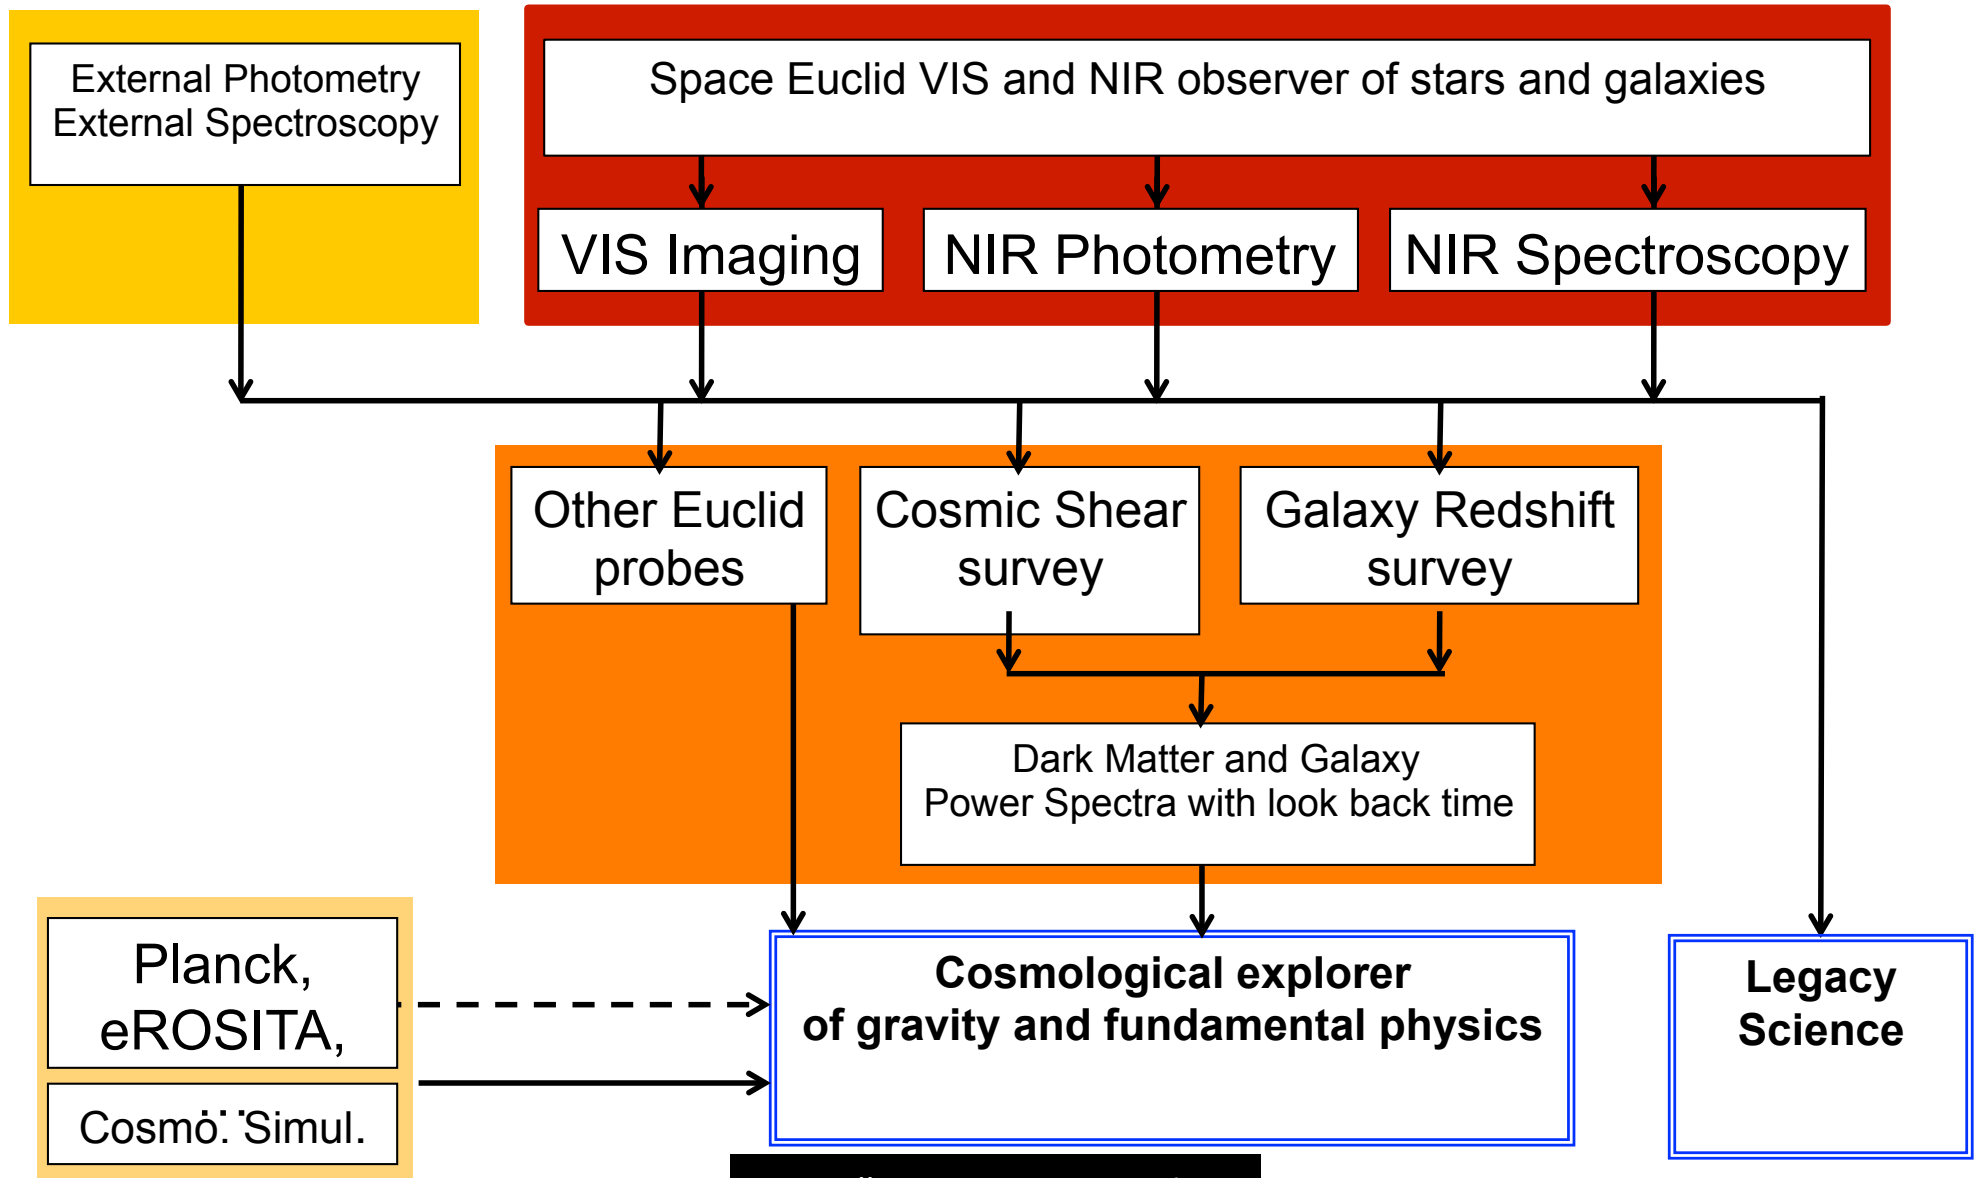 External Photometry
External Spectroscopy
Space Euclid VIS and NIR observer of stars and galaxies
VIS Imaging
NIR Photometry
NIR Spectroscopy
Other Euclid
probes
Cosmic Shear
survey
Galaxy Redshift
survey
Dark Matter and Galaxy
Power Spectra with look back time
Planck,
eROSITA,
Cosmo. Simul.
Cosmological explorer
of gravity and fundamental physics
Legacy
Science